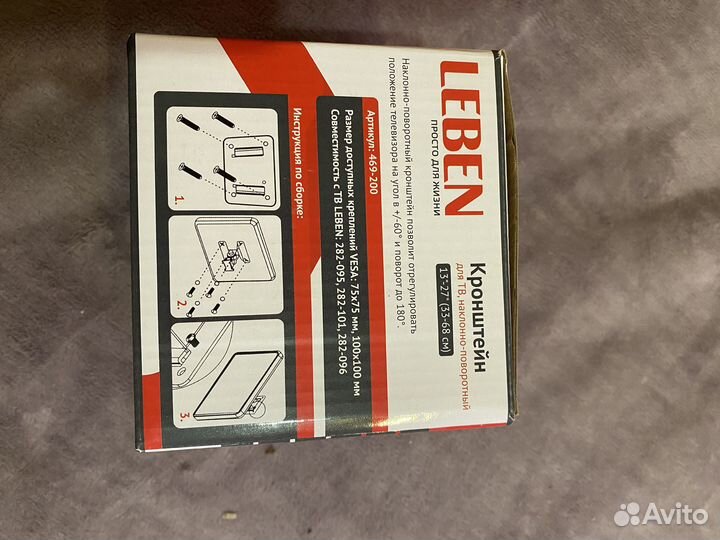 LEBEN
ПРОСТО ДЛЯ ЖИЗНИ
Кронштейн
для ТВ, наклонно-поворотный
13"-27" (33-68 см)
Наклонно-поворотный кронштейн позволит отрегулировать
положение телевизора на угол в +/-60° и поворот до 180°.
Артикул: 469-200
Размер доступных креплений VESA: 75x75 мм, 100x100 мм
Совместимость с ТВ LEBEN: 282-095, 282-101, 282-096
Инструкция по сборке:
1.
2.
3.
Avito